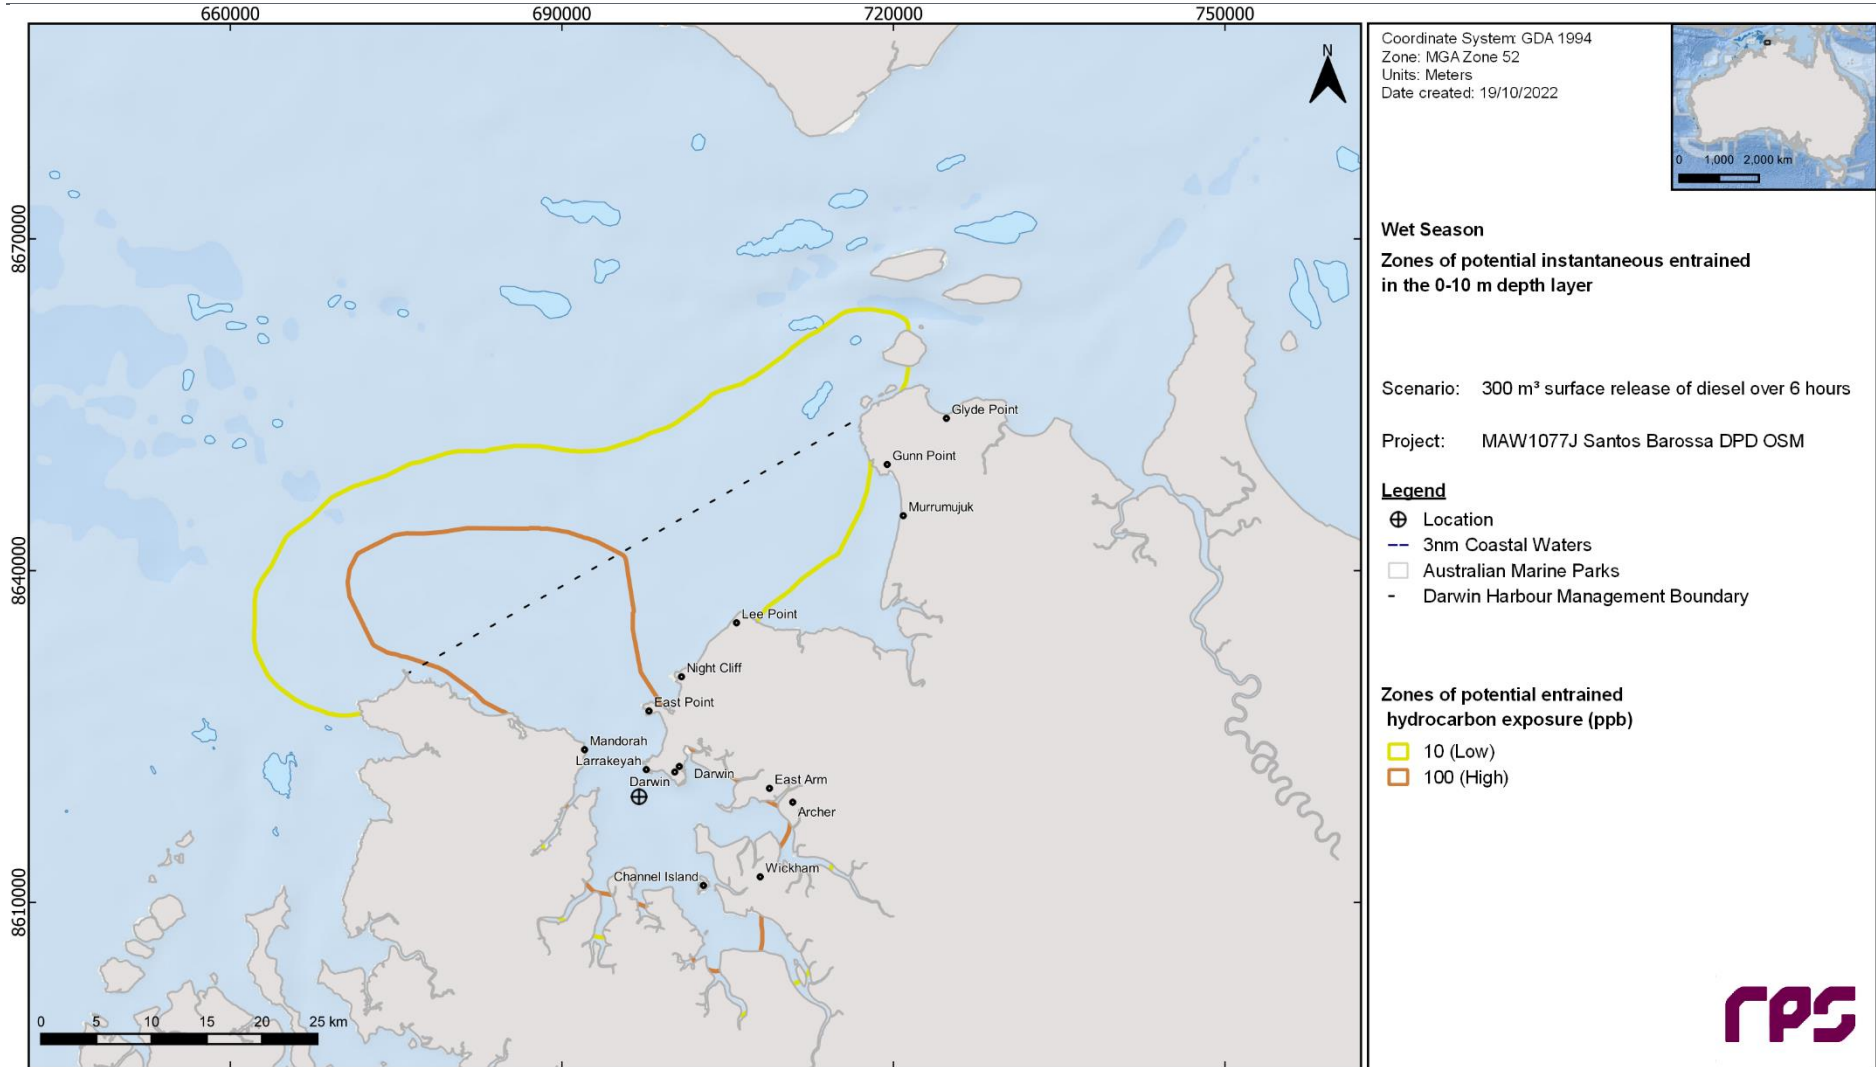 660000
690000
720000
750000
8670000
8640000
8610000
N
Glyde Point
Gunn Point
Murrumujuk
Lee Point
Night Cliff
East Point
Mandorah
Larrakeyah
Darwin
Darwin
East Arm
Archer
Channel Island
Wickham
0 5 10 15 20 25 km
Coordinate System: GDA 1994
Zone: MGA Zone 52
Units: Meters
Date created: 19/10/2022
0 1,000 2,000 km
Wet Season
Zones of potential instantaneous entrained
in the 0-10 m depth layer
Scenario: 300 m³ surface release of diesel over 6 hours
Project: MAW1077J Santos Barossa DPD OSM
Legend
Location
3nm Coastal Waters
Australian Marine Parks
Darwin Harbour Management Boundary
Zones of potential entrained
hydrocarbon exposure (ppb)
10 (Low)
100 (High)
rps